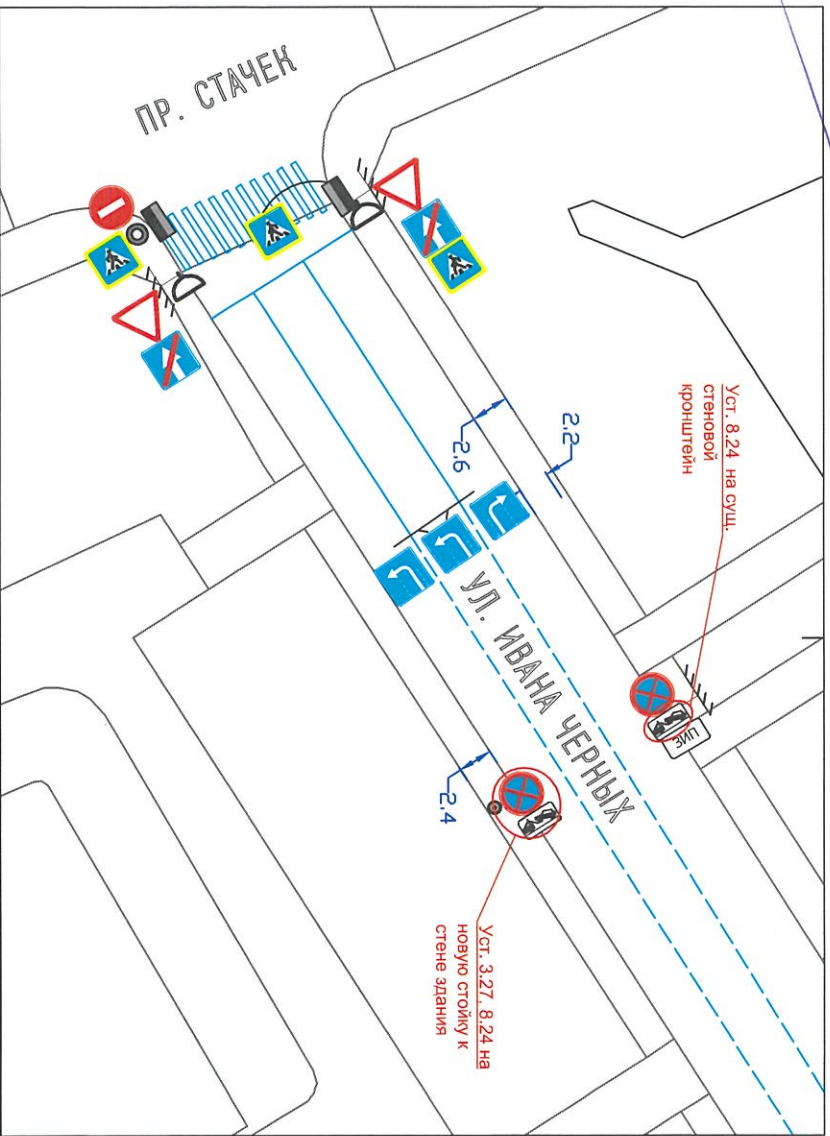 ПР. СТАЧЕК
Уст. 8.24 на сущ.
стеновой
кронштейн
2,2
2,6
УЛ. ИВАНА ЧЕРНЫХ
ЗИП
2,4
Уст. 3.27, 8.24 на
новую стойку к
стене здания